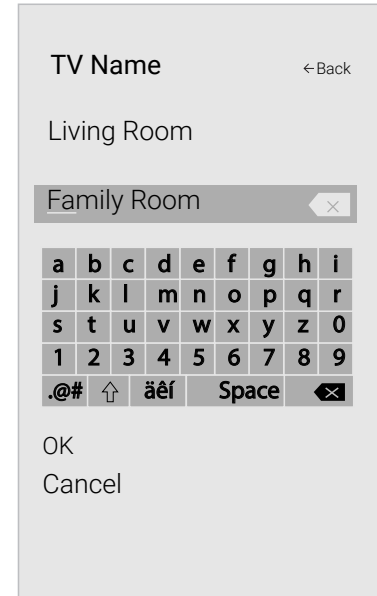 TV Name ←Back
Living Room
Family Room
a b c d e f g h i
j k l m n o p q r
s t u v w x y z 0
1 2 3 4 5 6 7 8 9
.@# äêí Space
OK
Cancel